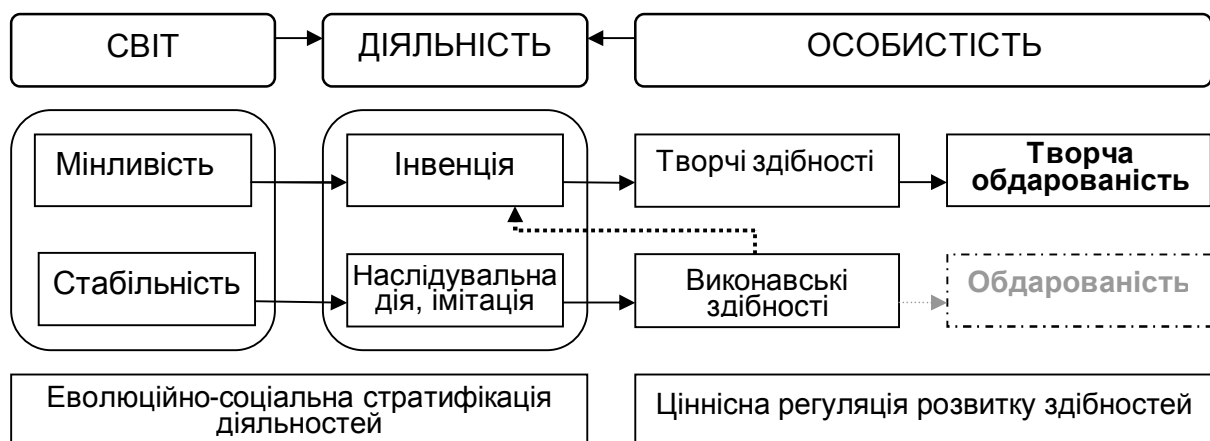 СВІТ
ДІЯЛЬНІСТЬ
ОСОБИСТІСТЬ
Мінливість
Інвенція
Творчі здібності
Творча
обдарованість
Стабільність
Наслідувальна
дія, імітація
Виконавські
здібності
Обдарованість
Еволюційно-соціальна стратифікація
діяльностей
Ціннісна регуляція розвитку здібностей